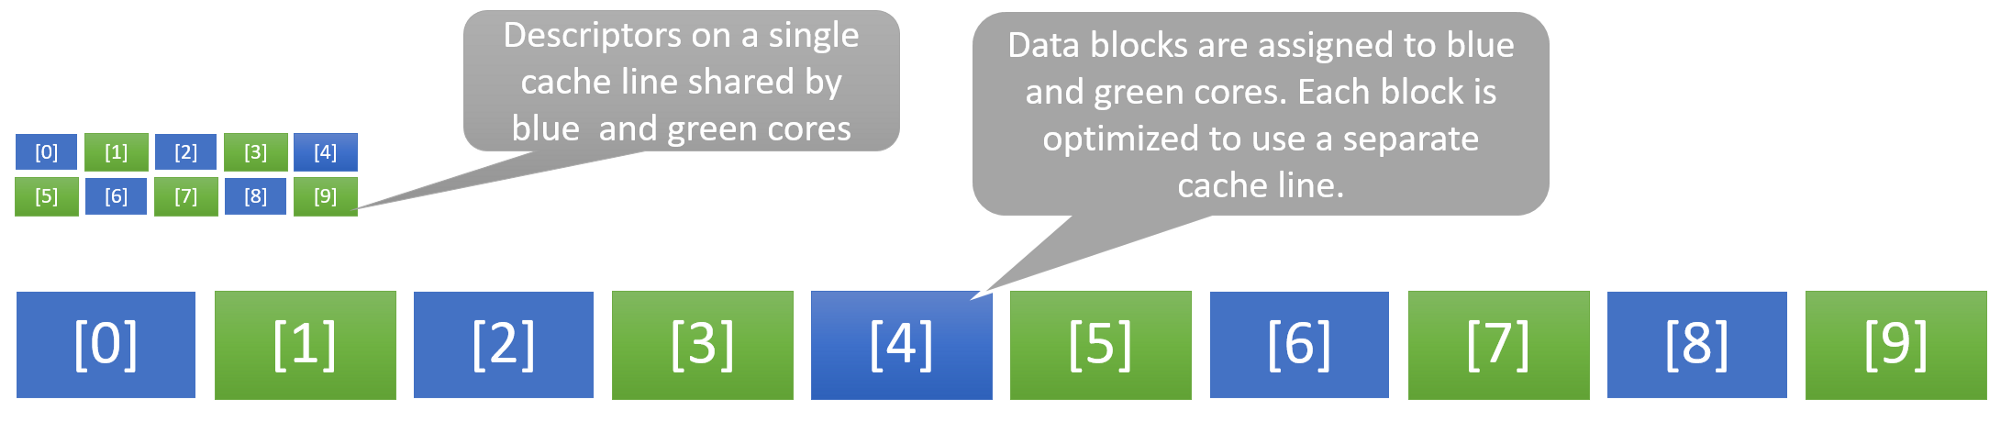 Descriptors on a single
cache line shared by
blue  and green cores
Data blocks are assigned to blue
and green cores. Each block is
optimized to use a separate
cache line.
[0] [1] [2] [3] [4]
[5] [6] [7] [8] [9]
[0] [1] [2] [3] [4] [5] [6] [7] [8] [9]